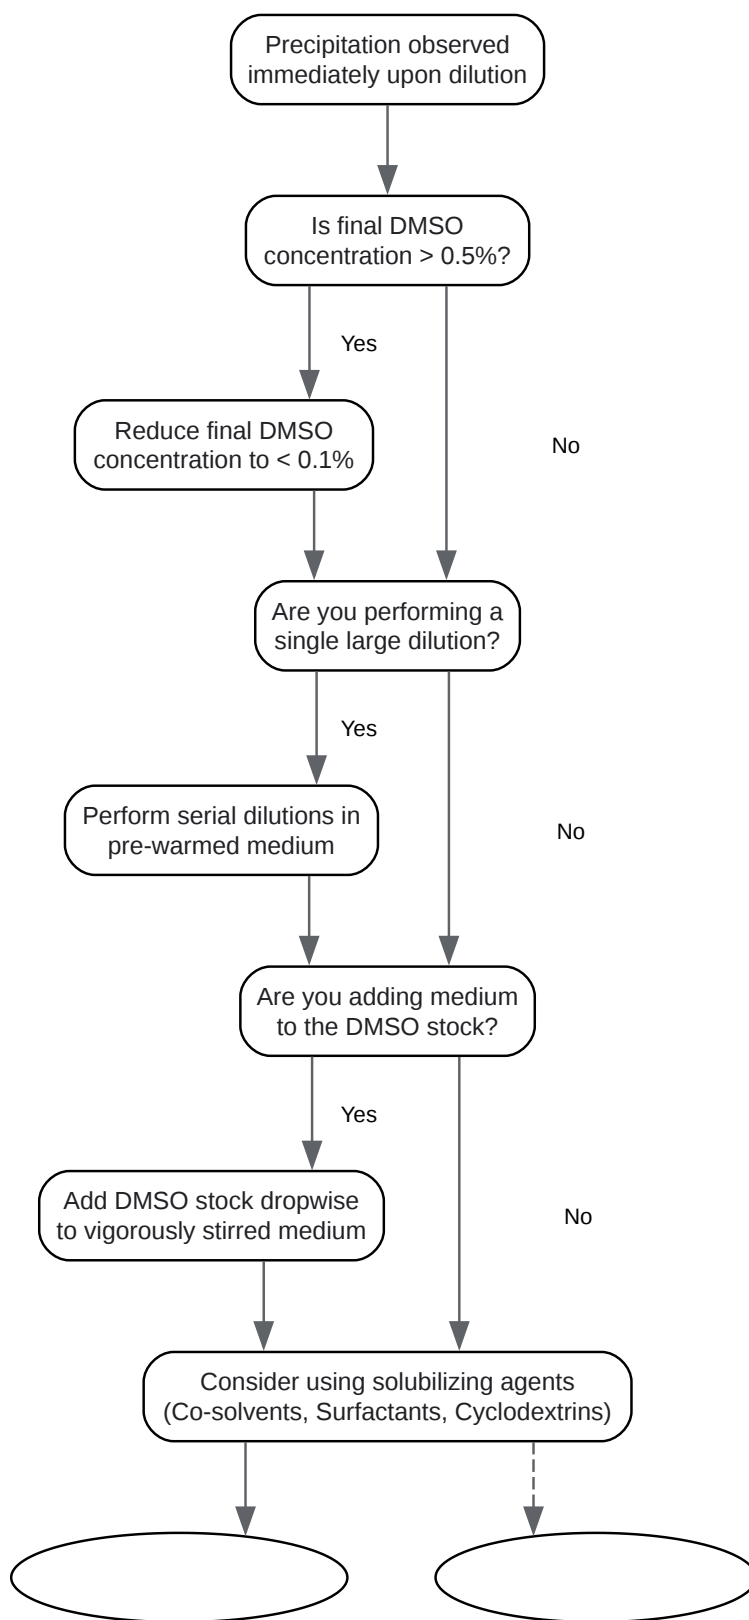 Precipitation observed
immediately upon dilution
Is final DMSO
concentration > 0.5%?
Yes
Reduce final DMSO
concentration to < 0.1%
No
Are you performing a
single large dilution?
Yes
Perform serial dilutions in
pre-warmed medium
No
Are you adding medium
to the DMSO stock?
Yes
Add DMSO stock dropwise
to vigorously stirred medium
No
Consider using solubilizing agents
(Co-solvents, Surfactants, Cyclodextrins)